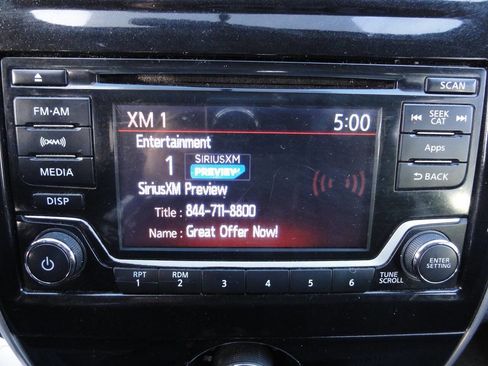 SCAN
FM·AM
XM 1 5:00
SEEK
CAT
Entertainment
((XM))
1 SIRIUSXM
PREVIEW
Apps
MEDIA
SiriusXM Preview
BACK
DISP
Title : 844-711-8800
Name : Great Offer Now!
ENTER
SETTING
RPT RDM
1 2 3 4 5 6
TUNE
SCROLL